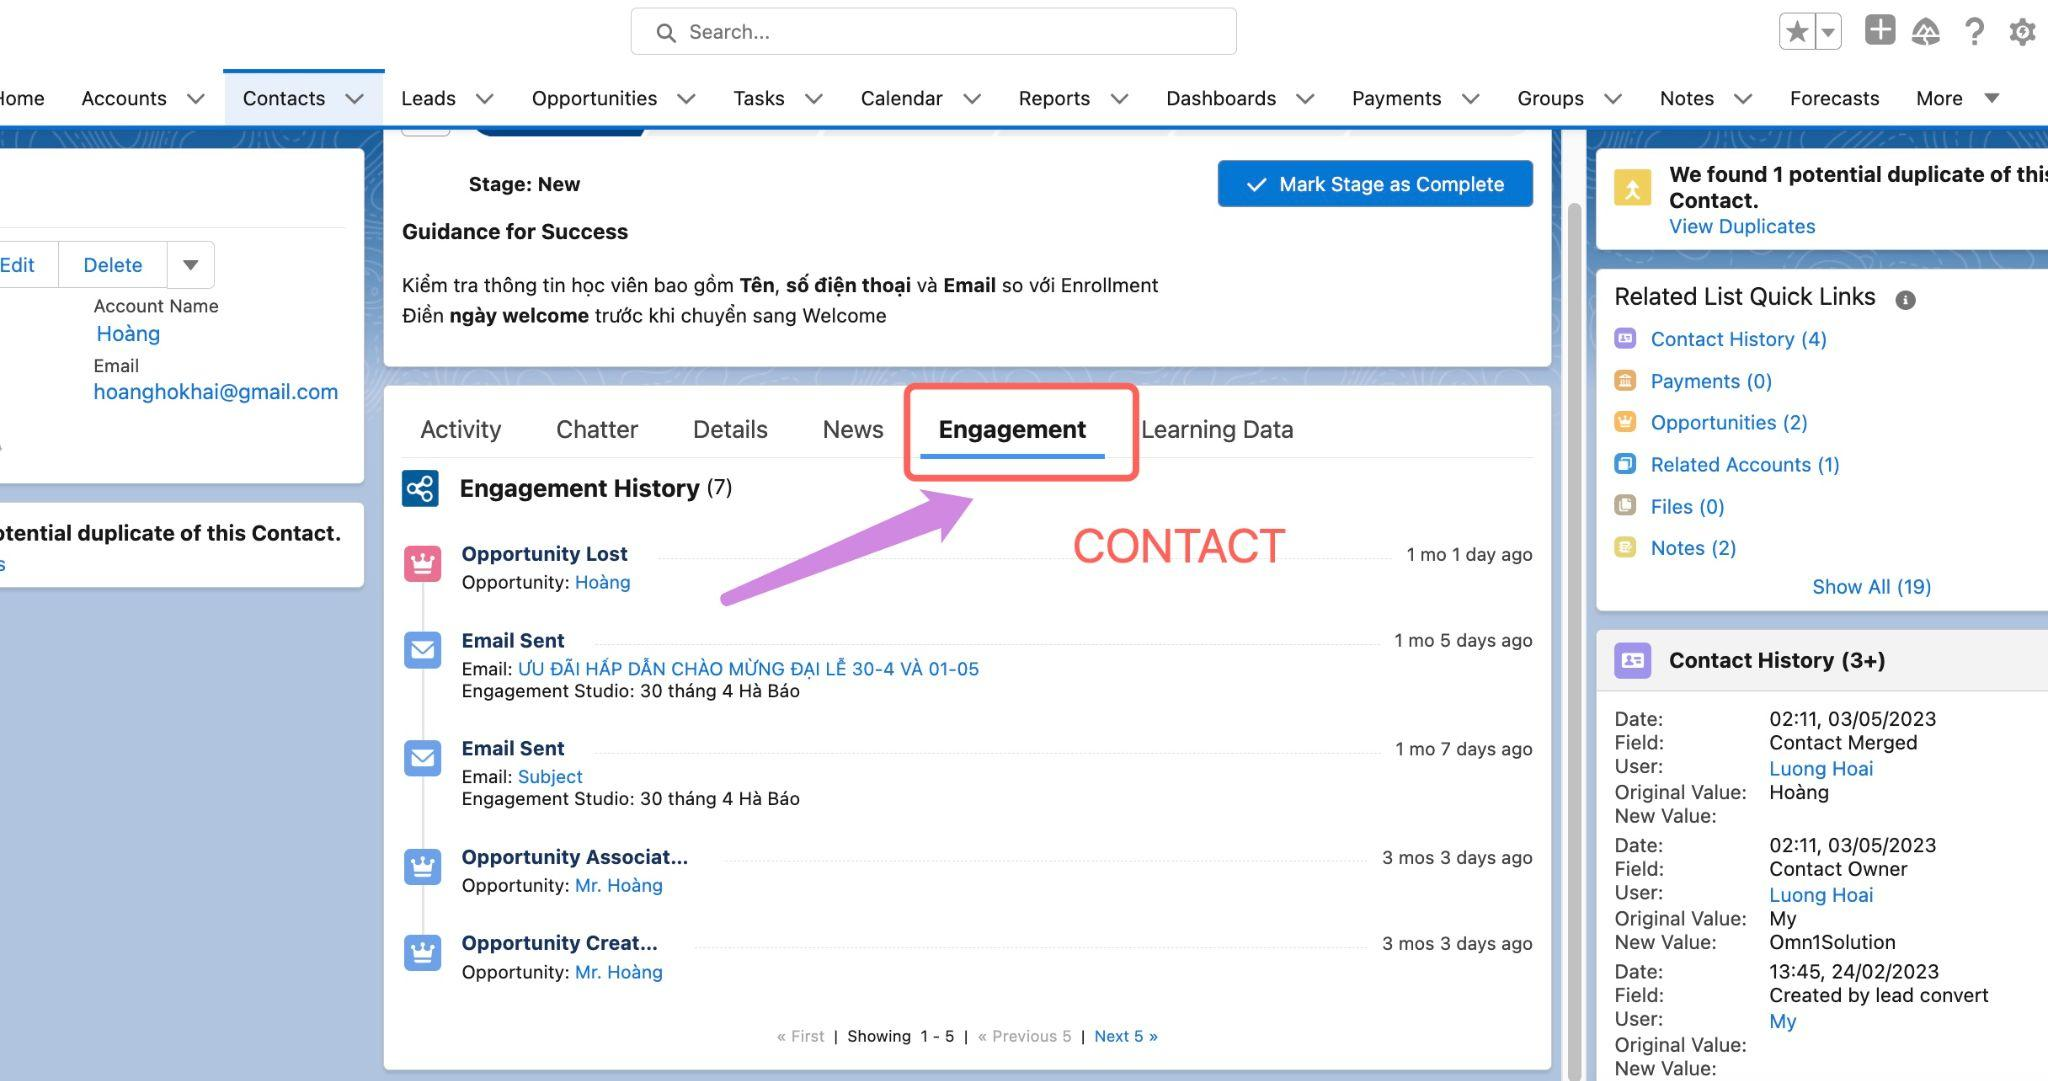 Search...
Home
Accounts
Contacts
Leads
Opportunities
Tasks
Calendar
Reports
Dashboards
Payments
Groups
Notes
Forecasts
More
Edit
Delete
Account Name
Hoàng
Email
hoanghokhai@gmail.com
otential duplicate of this Contact.
s
Stage: New
Mark Stage as Complete
Guidance for Success
Kiểm tra thông tin học viên bao gồm Tên, số điện thoại và Email so với Enrollment
Điền ngày welcome trước khi chuyển sang Welcome
Activity
Chatter
Details
News
Engagement
Learning Data
Engagement History (7)
CONTACT
Opportunity Lost
1 mo 1 day ago
Opportunity: Hoàng
Email Sent
1 mo 5 days ago
Email: ƯU ĐÃI HẤP DẪN CHÀO MỪNG ĐẠI LỄ 30-4 VÀ 01-05
Engagement Studio: 30 tháng 4 Hà Báo
Email Sent
1 mo 7 days ago
Email: Subject
Engagement Studio: 30 tháng 4 Hà Báo
Opportunity Associat...
3 mos 3 days ago
Opportunity: Mr. Hoàng
Opportunity Creat...
3 mos 3 days ago
Opportunity: Mr. Hoàng
« First | Showing 1 - 5 | « Previous 5 | Next 5 »
We found 1 potential duplicate of this
Contact.
View Duplicates
Related List Quick Links
Contact History (4)
Payments (0)
Opportunities (2)
Related Accounts (1)
Files (0)
Notes (2)
Show All (19)
Contact History (3+)
Date: 02:11, 03/05/2023
Field: Contact Merged
User: Luong Hoai
Original Value: Hoàng
New Value:
Date: 02:11, 03/05/2023
Field: Contact Owner
User: Luong Hoai
Original Value: My
New Value: Omn1Solution
Date: 13:45, 24/02/2023
Field: Created by lead convert
User: My
Original Value:
New Value: